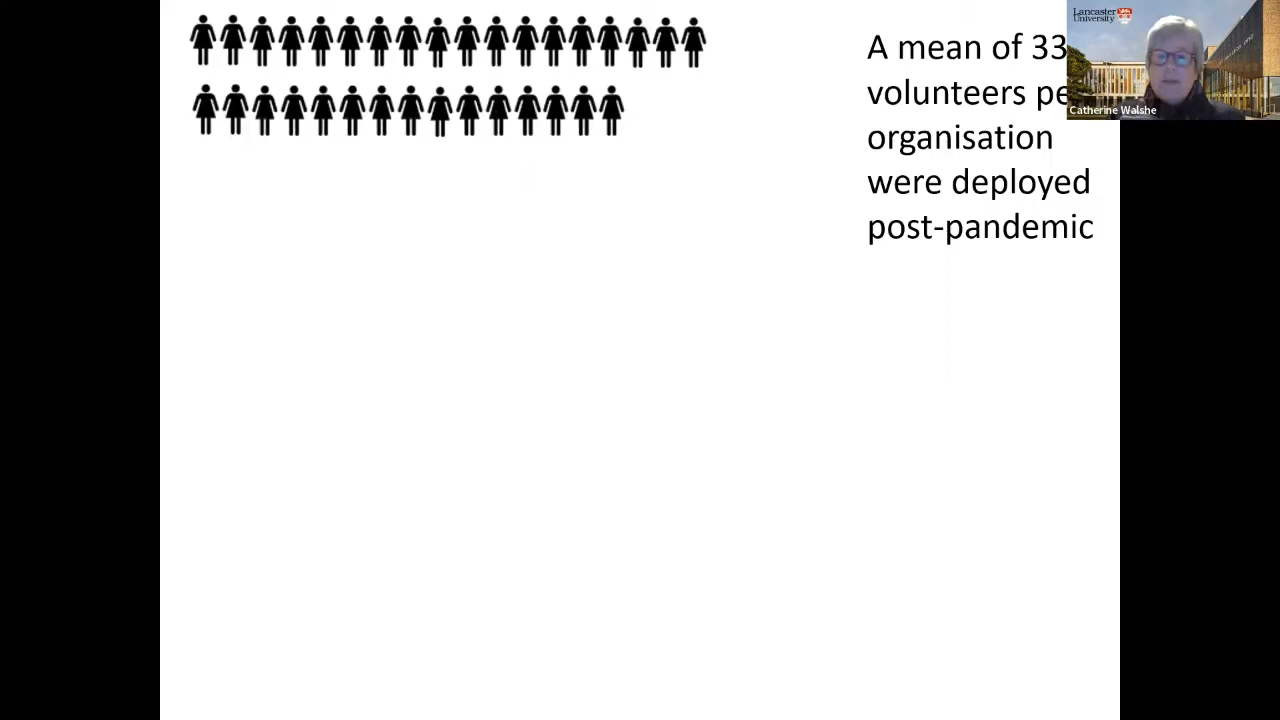 A mean of 33
volunteers pe
organisation
were deployed
post-pandemic
Lancaster
University
Catherine Walshe